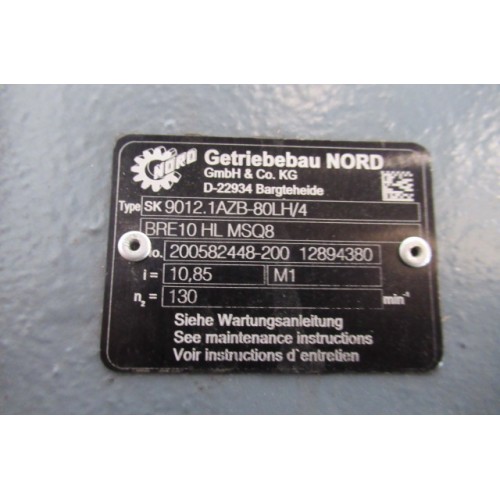 NORD
Getriebebau NORD
GmbH & Co. KG
D-22934 Bargteheide
Type SK 9012.1AZB-80LH/4
BRE10 HL MSQ8
o. 200582448-200 12894380
i = 10,85 M1
n₂ = 130 min⁻¹
Siehe Wartungsanleitung
See maintenance instructions
Voir instructions d`entretien